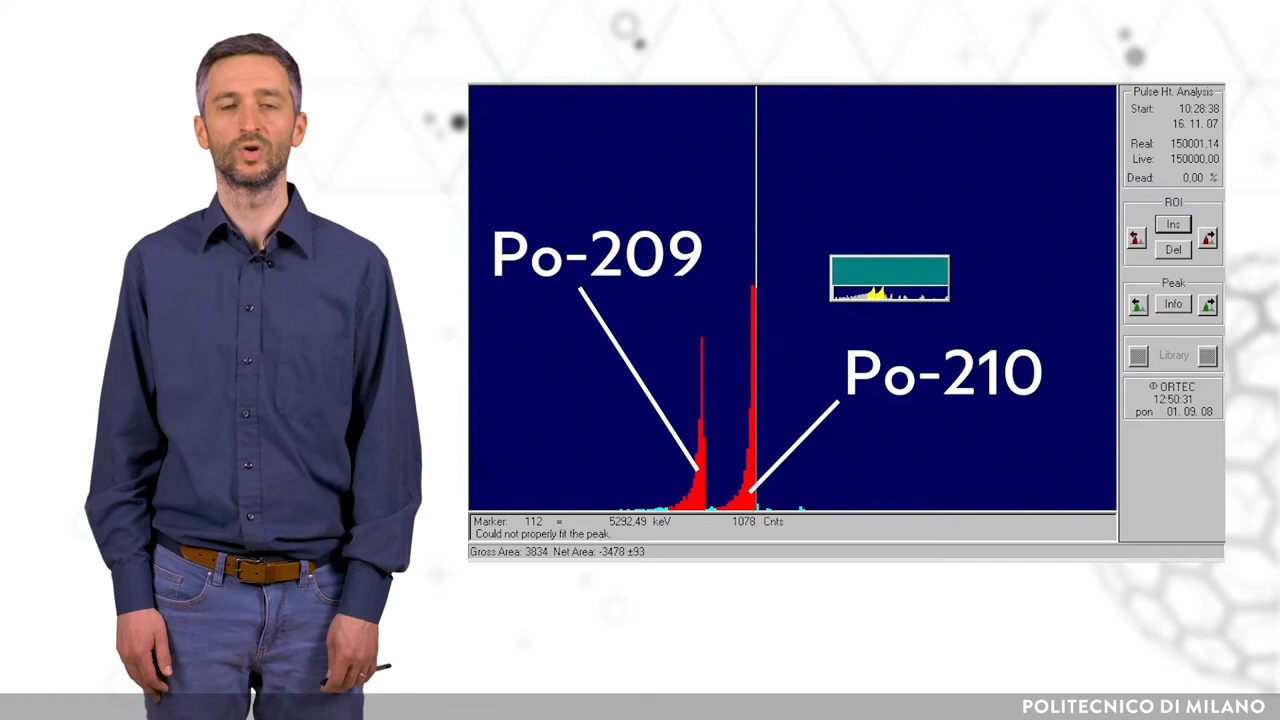 Po-209
Po-210
Pulse Ht. Analysis
Start: 10:28:38
16. 11. 07
Real: 150001,14
Live: 150000,00
Dead: 0,00 %
ROI
Ins
Del
Peak
Info
Library
© ORTEC
12:50:31
pon 01. 09. 08
Marker: 112 = 5292,49 keV 1078 Cnts
Could not properly fit the peak.
Gross Area: 3834 Net Area: -3478 ±93
POLITECNICO DI MILANO